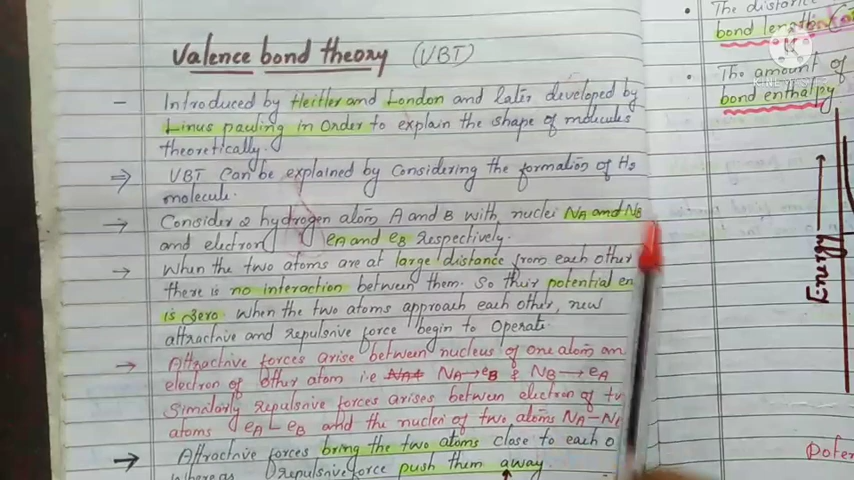 Valence bond theory (VBT)
- Introduced by Heitler and London and later developed by
Linus pauling in Order to explain the shape of molecules
theoretically.
⇒ VBT can be explained by Considering the formation of H2
molecule.
→ Consider 2 hydrogen atom A and B with nuclei NA and NB
and electron eA and eB Respectively.
→ When the two atoms are at large distance from each other
there is no interaction between them. So their potential en
is zero. When the two atoms approach each other, new
attractive and repulsive force begin to Operate.
→ Attractive forces arise between nucleus of one atom an
electron of Other atom i.e NA→eB & NB→eA
Similarly repulsive forces arises between electron of tw
atoms eA-eB and the nuclei of two atoms NA-N
→ Attractive forces bring the two atoms close to each o
Whereas repulsive force push them away.
• The distance
bond length
• The amount of
bond enthalpy
Energy →
Poten